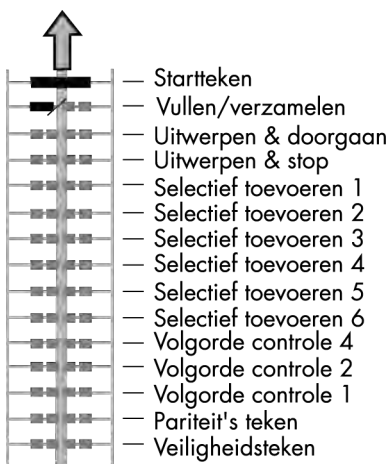 Startteken
Vullen/verzamelen
Uitwerpen & doorgaan
Uitwerpen & stop
Selectief toevoeren 1
Selectief toevoeren 2
Selectief toevoeren 3
Selectief toevoeren 4
Selectief toevoeren 5
Selectief toevoeren 6
Volgorde controle 4
Volgorde controle 2
Volgorde controle 1
Pariteit's teken
Veiligheidsteken